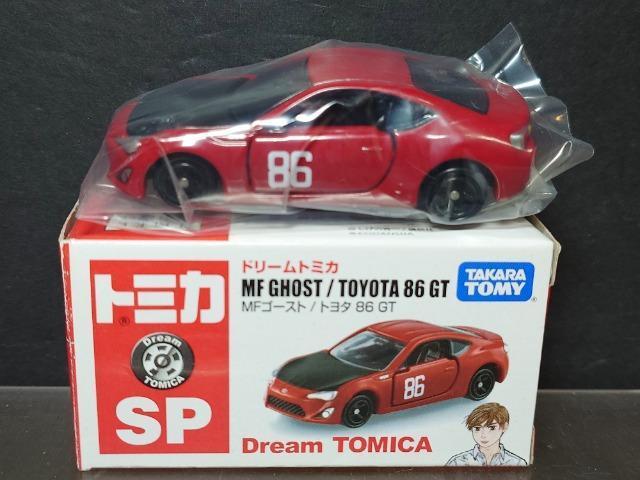 86
ドリームトミカ
MF GHOST / TOYOTA 86 GT
MFゴースト / トヨタ 86 GT
TAKARA
TOMY
トミカ
®
Dream
TOMICA
SP
86
Dream TOMICA